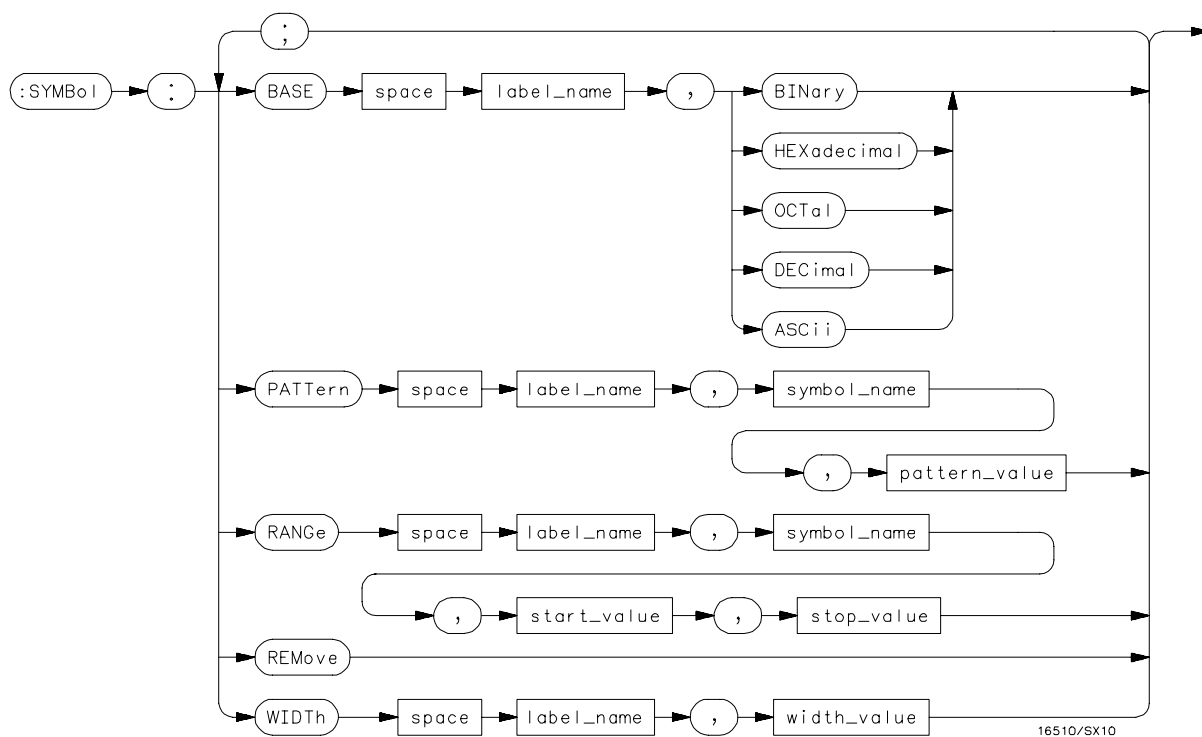 ;
:SYMBol : BASE space label_name , BINary
HEXadecimal
OCTal
DECimal
ASCii
PATTern space label_name , symbol_name
, pattern_value
RANGe space label_name , symbol_name
, start_value , stop_value
REMove
WIDTh space label_name , width_value
16510/SX10